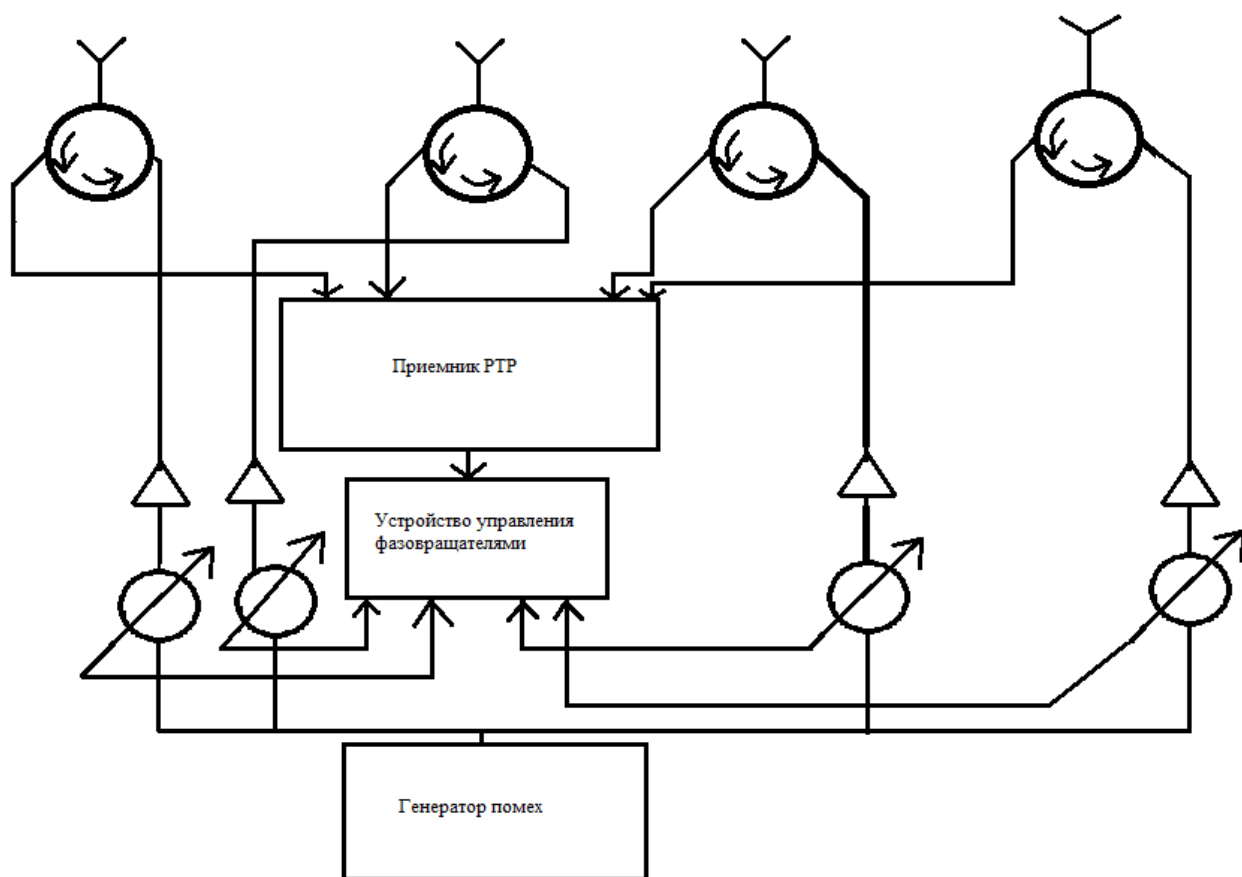 Приемник РТР
Устройство управления
фазовращателями
Генератор помех